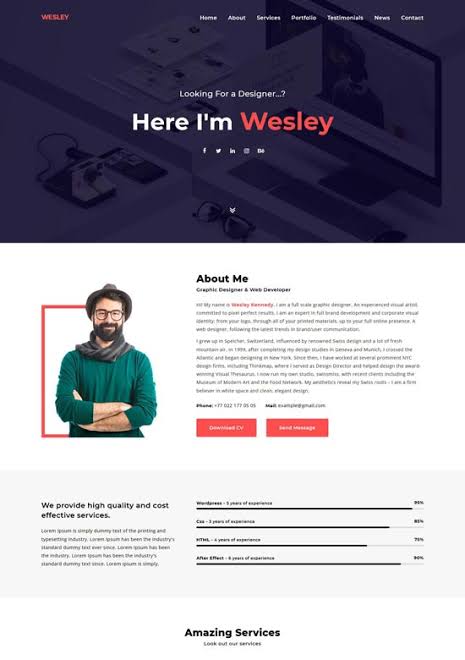 WESLEY
Home About Services Portfolio Testimonials News Contact
Looking For a Designer...?
Here I'm Wesley
About Me
Graphic Designer & Web Developer
Hi! My name is Wesley Kennedy. I am a full scale graphic designer. An experienced visual artist,
committed to pixel perfect results. I am an expert in full brand development and corporate visual
identity: from your logo, through all of your printed materials, up to your full online presence. A
web designer, following the latest trends in brand/user communication.
I grew up in Speicher, Switzerland, influenced by renowned Swiss design and a lot of fresh
mountain air. In 1999, after completing my design studies in Geneva and Munich, I crossed the
Atlantic and began designing in New York. Since then, I have worked at several prominent NYC
design firms, including Thinkmap, where I served as Design Director and helped design the award-
winning Visual Thesaurus. I now run my own studio, swissmiss, with recent clients including the
Museum of Modern Art and the Food Network. My aesthetics reveal my Swiss roots – I am a firm
believer in white space and clean, elegant design.
Phone: +77 022 177 05 05 Mail: example@gmail.com
Download CV Send Message
We provide high quality and cost
effective services.
Lorem Ipsum is simply dummy text of the printing and
typesetting industry. Lorem Ipsum has been the industry's
standard dummy text ever since. Lorem Ipsum has been
the industry's standard dummy text. Lorem Ipsum has been
the industry's. Lorem Ipsum is simply.
Wordpress - 5 years of experience 95%
Css - 3 years of experience 85%
HTML - 4 years of experience 75%
After Effect - 6 years of experience 90%
Amazing Services
Look out our services